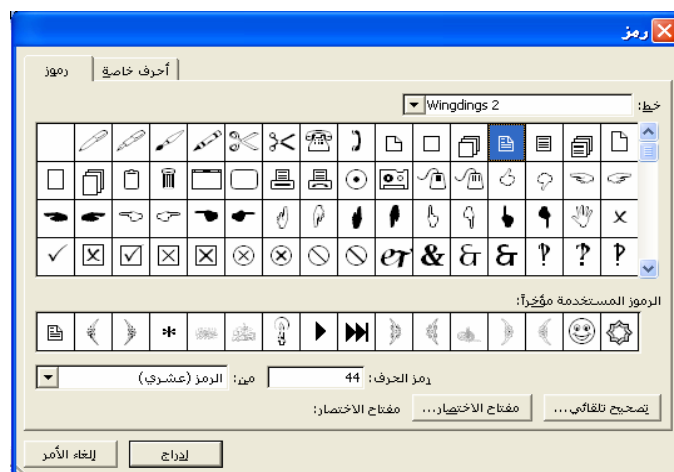 رمز
رموز أحرف خاصة
خط: Wingdings 2
الرموز المستخدمة مؤخراً:
رمز الحرف: 44 من: الرمز (عشري)
تصحيح تلقائي... مفتاح الاختصار... مفتاح الاختصار:
إدراج إلغاء الأمر